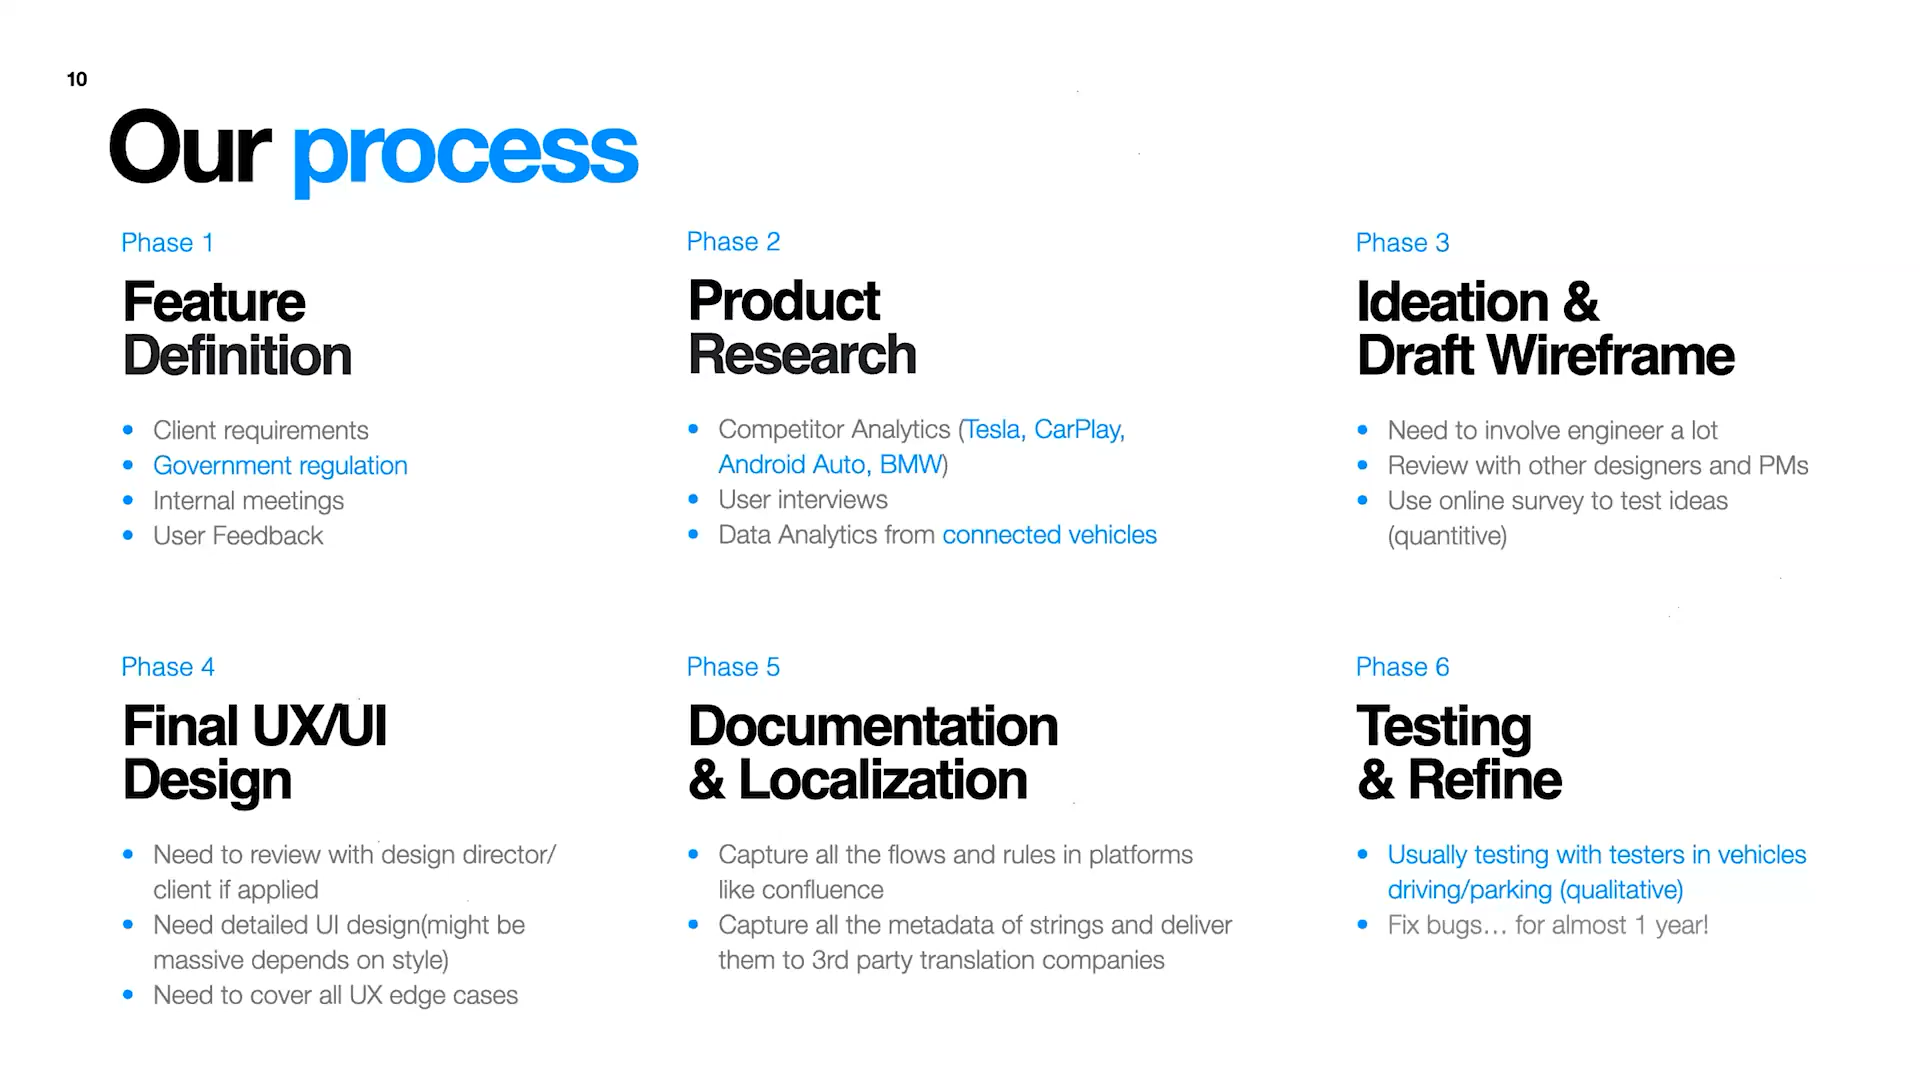 10
Our process
Phase 1
Feature
Definition
• Client requirements
• Government regulation
• Internal meetings
• User Feedback
Phase 2
Product
Research
• Competitor Analytics (Tesla, CarPlay,
Android Auto, BMW)
• User interviews
• Data Analytics from connected vehicles
Phase 3
Ideation &
Draft Wireframe
• Need to involve engineer a lot
• Review with other designers and PMs
• Use online survey to test ideas
(quantitive)
Phase 4
Final UX/UI
Design
• Need to review with design director/
client if applied
• Need detailed UI design(might be
massive depends on style)
• Need to cover all UX edge cases
Phase 5
Documentation
& Localization
• Capture all the flows and rules in platforms
like confluence
• Capture all the metadata of strings and deliver
them to 3rd party translation companies
Phase 6
Testing
& Refine
• Usually testing with testers in vehicles
driving/parking (qualitative)
• Fix bugs... for almost 1 year!